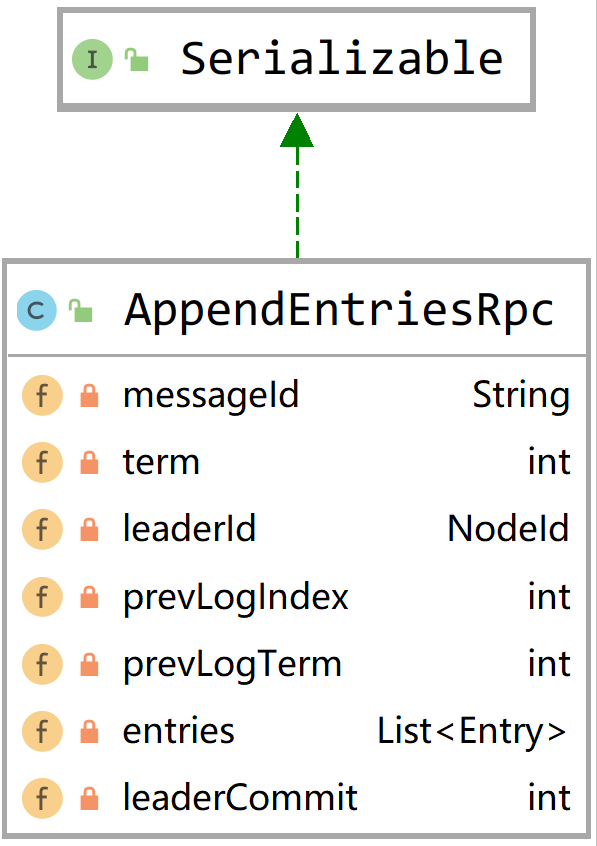 I Serializable
C AppendEntriesRpc
f messageId String
f term int
f leaderId NodeId
f prevLogIndex int
f prevLogTerm int
f entries List<Entry>
f leaderCommit int